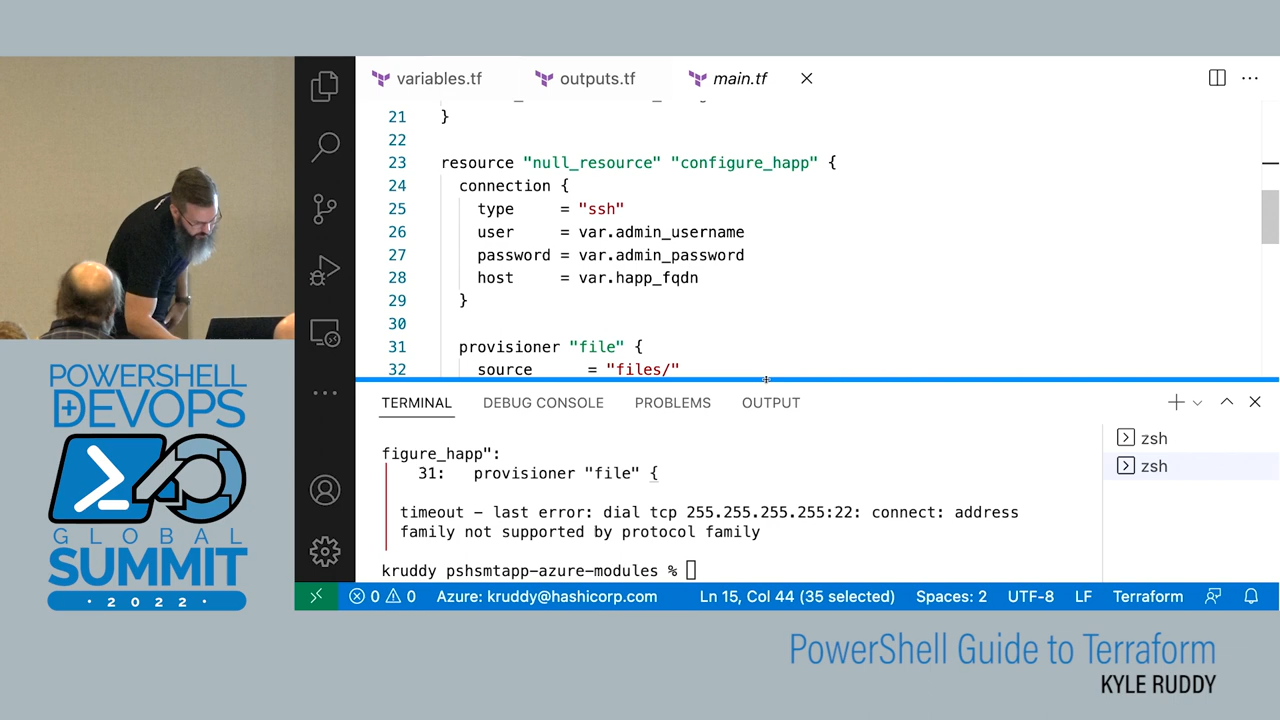 variables.tf
outputs.tf
main.tf
21 }
22
23 resource "null_resource" "configure_happ" {
24 connection {
25 type = "ssh"
26 user = var.admin_username
27 password = var.admin_password
28 host = var.happ_fqdn
29 }
30
31 provisioner "file" {
32 source = "files/"
TERMINAL DEBUG CONSOLE PROBLEMS OUTPUT
figure_happ":
31: provisioner "file" {
timeout - last error: dial tcp 255.255.255.255:22: connect: address
family not supported by protocol family
kruddy pshsmtapp-azure-modules %
zsh
zsh
0 0 Azure: kruddy@hashicorp.com Ln 15, Col 44 (35 selected) Spaces: 2 UTF-8 LF Terraform
POWERSHELL
DEVOPS
GLOBAL
SUMMIT
· 2 0 2 2 ·
PowerShell Guide to Terraform
KYLE RUDDY